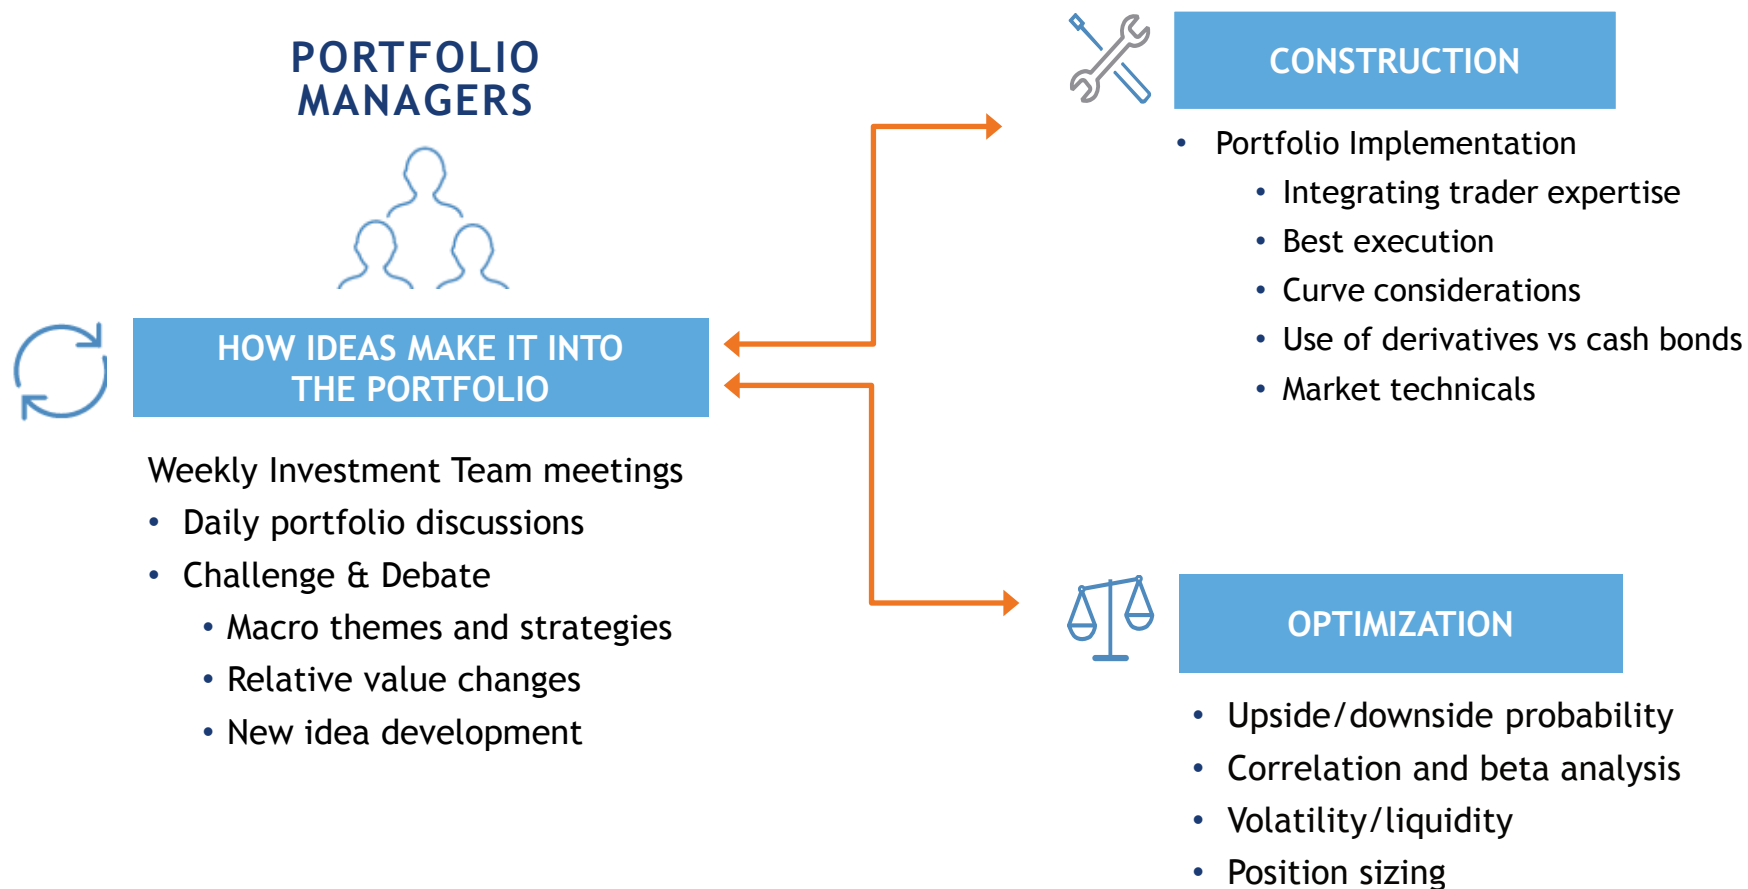 PORTFOLIO
MANAGERS
HOW IDEAS MAKE IT INTO
THE PORTFOLIO
Weekly Investment Team meetings
• Daily portfolio discussions
• Challenge & Debate
• Macro themes and strategies
• Relative value changes
• New idea development
CONSTRUCTION
• Portfolio Implementation
• Integrating trader expertise
• Best execution
• Curve considerations
• Use of derivatives vs cash bonds
• Market technicals
OPTIMIZATION
• Upside/downside probability
• Correlation and beta analysis
• Volatility/liquidity
• Position sizing